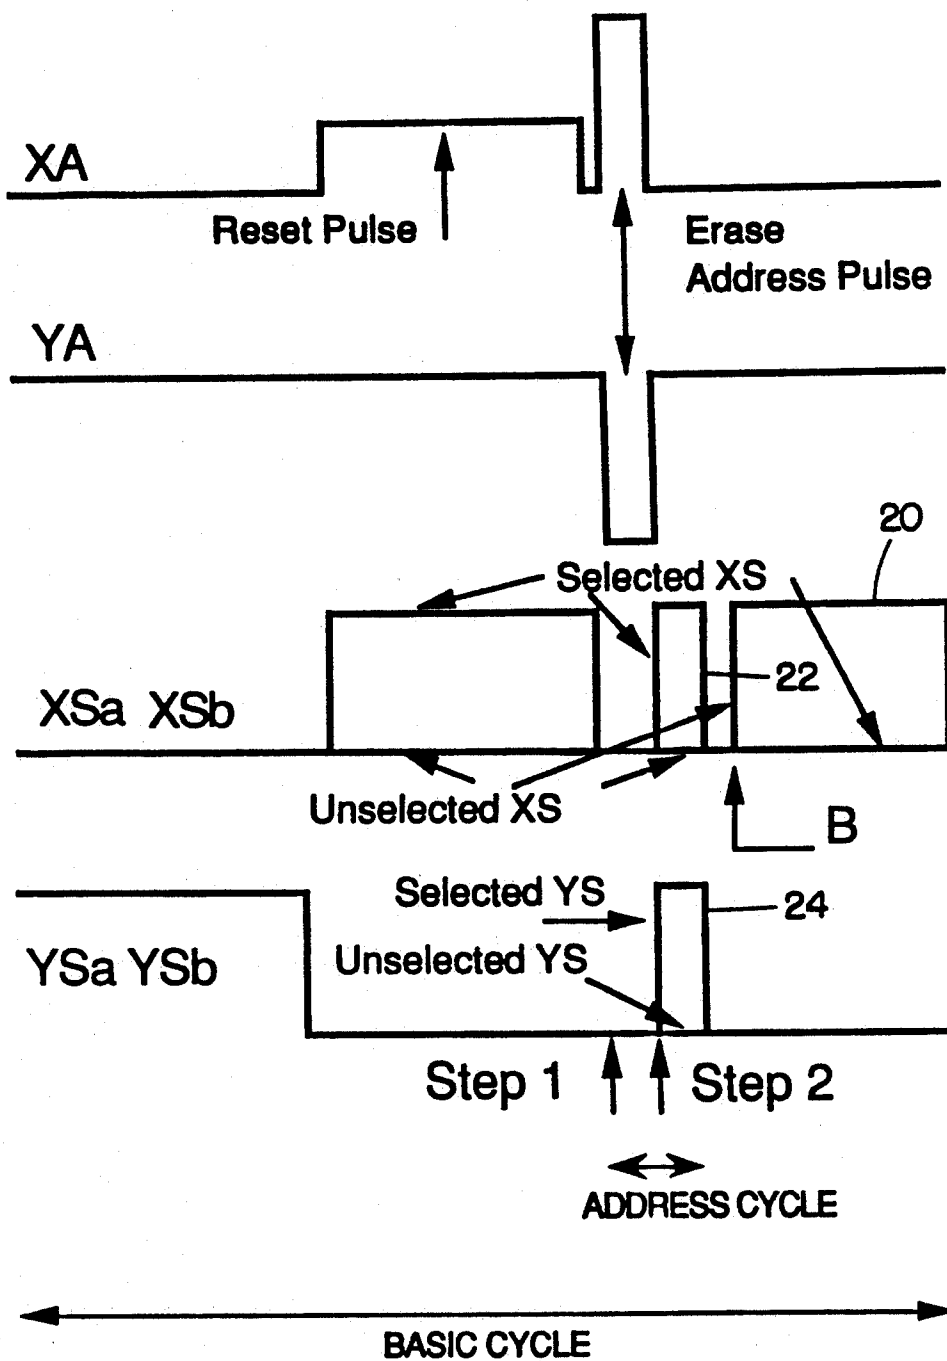 XA
Reset Pulse
Erase
Address Pulse
YA
20
Selected XS
22
XSa XSb
Unselected XS
B
Selected YS
24
YSa YSb
Unselected YS
Step 1
Step 2
ADDRESS CYCLE
BASIC CYCLE